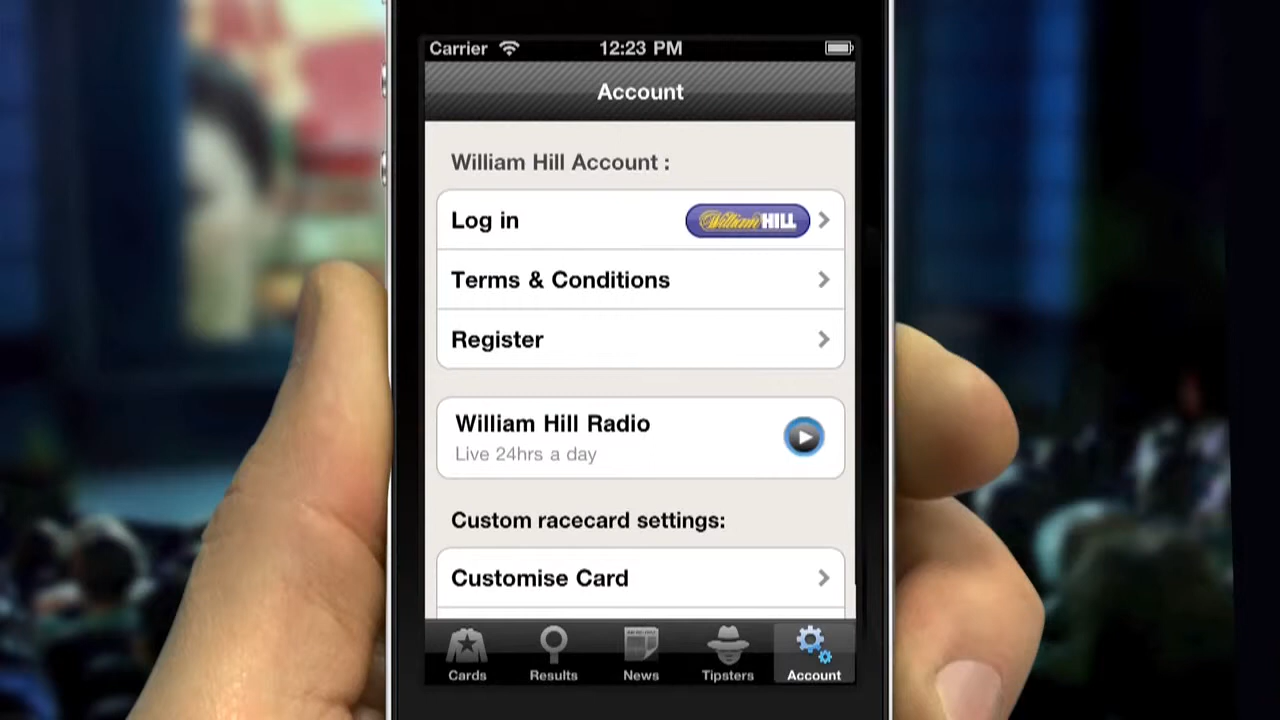 Carrier 12:23 PM
Account
William Hill Account :
Log in William HILL
Terms & Conditions
Register
William Hill Radio
Live 24hrs a day
Custom racecard settings:
Customise Card
Cards Results News Tipsters Account